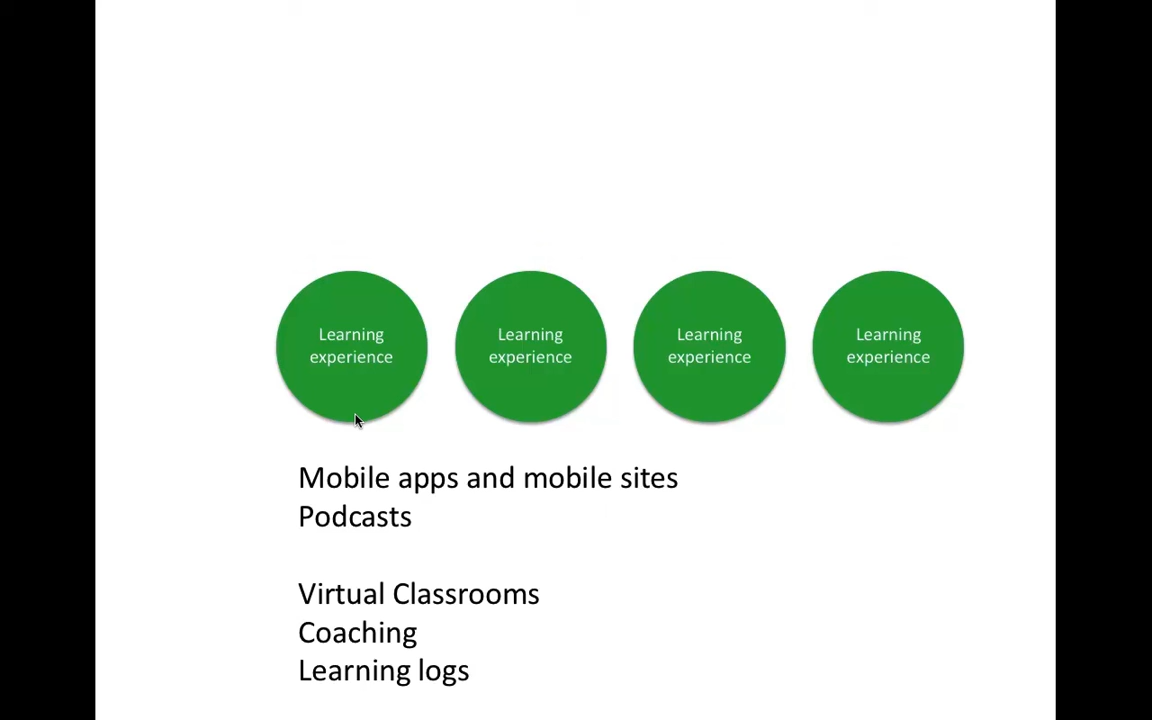 Learning experience
Learning experience
Learning experience
Learning experience
Mobile apps and mobile sites
Podcasts
Virtual Classrooms
Coaching
Learning logs